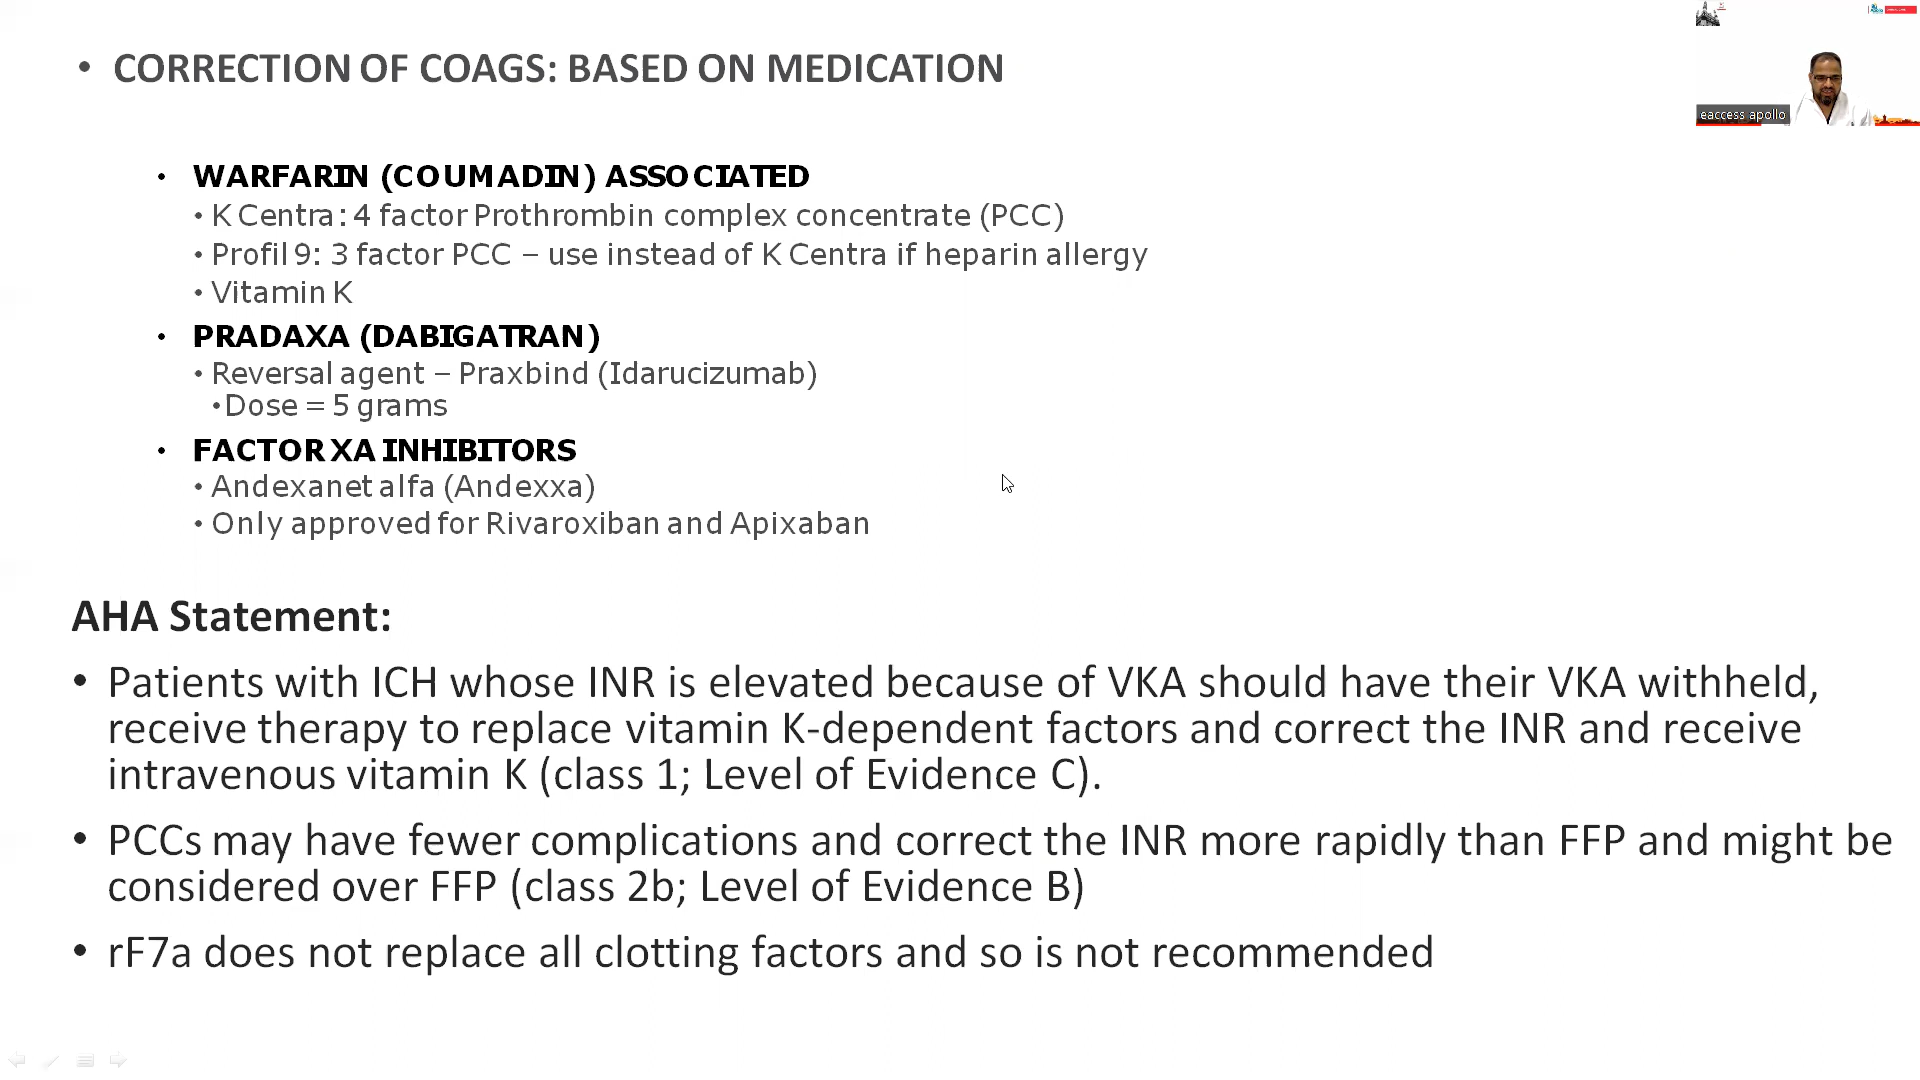 • CORRECTION OF COAGS: BASED ON MEDICATION
eaccess apollo
• WARFARIN (COUMADIN) ASSOCIATED
• K Centra: 4 factor Prothrombin complex concentrate (PCC)
• Profil 9: 3 factor PCC – use instead of K Centra if heparin allergy
• Vitamin K
• PRADAXA (DABIGATRAN)
• Reversal agent – Praxbind (Idarucizumab)
• Dose = 5 grams
• FACTOR XA INHIBITORS
• Andexanet alfa (Andexxa)
• Only approved for Rivaroxiban and Apixaban
AHA Statement:
• Patients with ICH whose INR is elevated because of VKA should have their VKA withheld,
receive therapy to replace vitamin K-dependent factors and correct the INR and receive
intravenous vitamin K (class 1; Level of Evidence C).
• PCCs may have fewer complications and correct the INR more rapidly than FFP and might be
considered over FFP (class 2b; Level of Evidence B)
• rF7a does not replace all clotting factors and so is not recommended